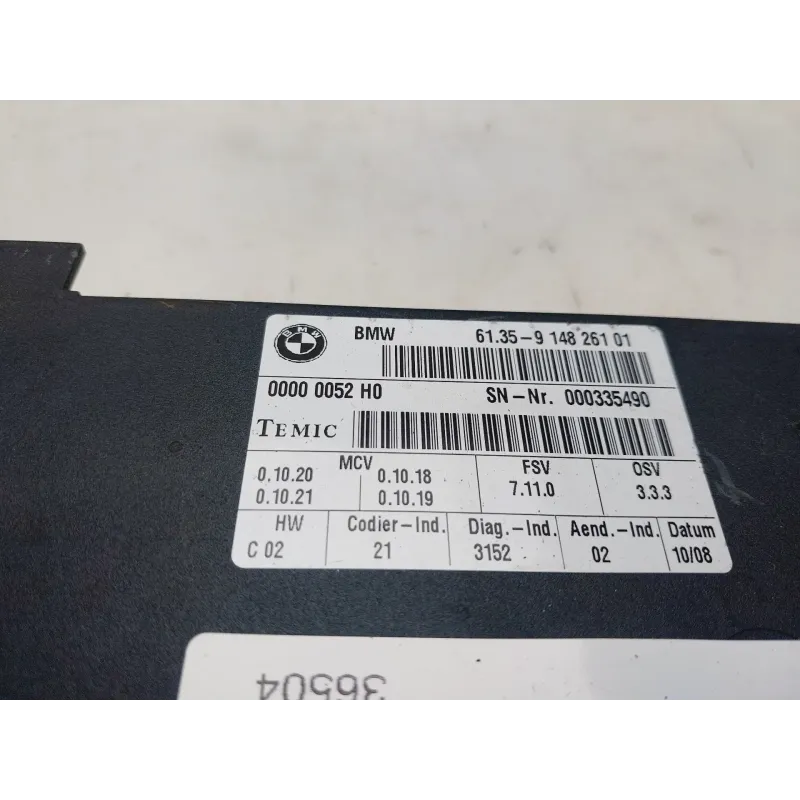 BMW
BMW 61.35-9 148 261 01
0000 0052 H0 SN-Nr. 000335490
TEMIC
MCV FSV OSV
0.10.20 0.10.18 7.11.0 3.3.3
0.10.21 0.10.19
HW Codier-Ind. Diag.-Ind. Aend.-Ind. Datum
C 02 21 3152 02 10/08
36504